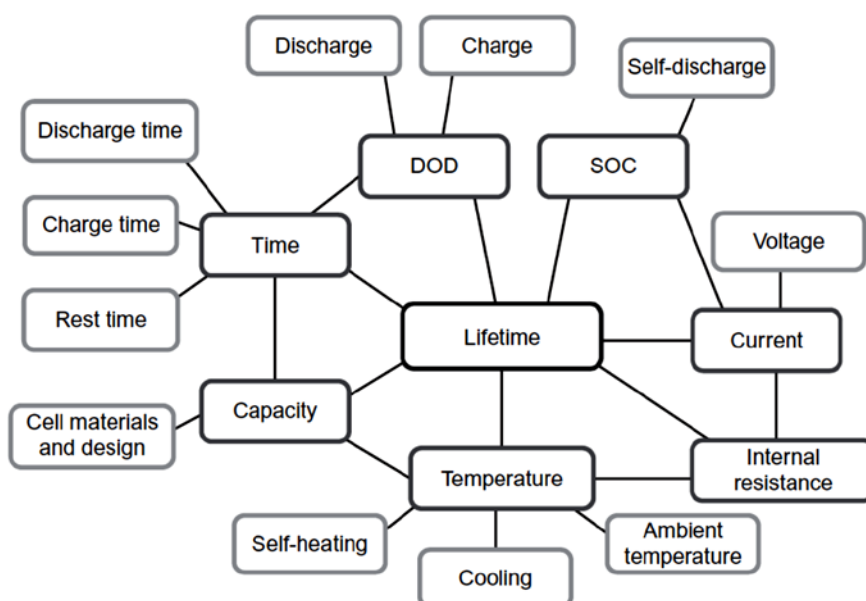 Discharge
Charge
Self-discharge
Discharge time
DOD
SOC
Charge time
Time
Voltage
Rest time
Lifetime
Current
Capacity
Cell materials
and design
Temperature
Internal
resistance
Self-heating
Cooling
Ambient
temperature